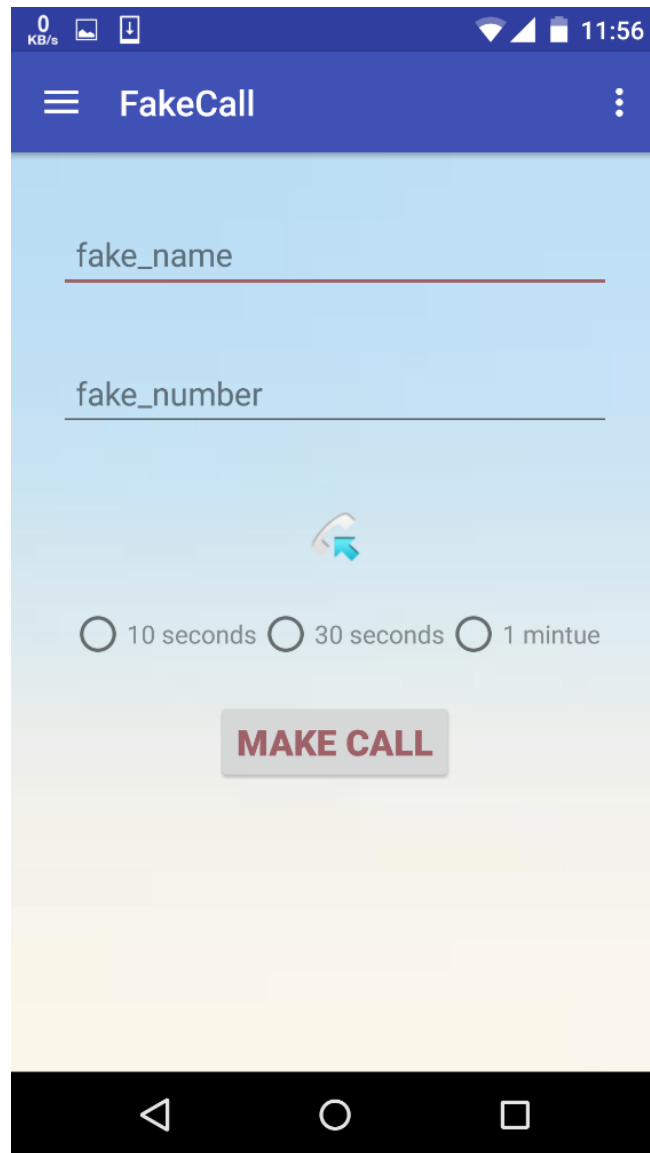 0
KB/s
11:56
FakeCall
fake_name
fake_number
10 seconds 30 seconds 1 mintue
MAKE CALL